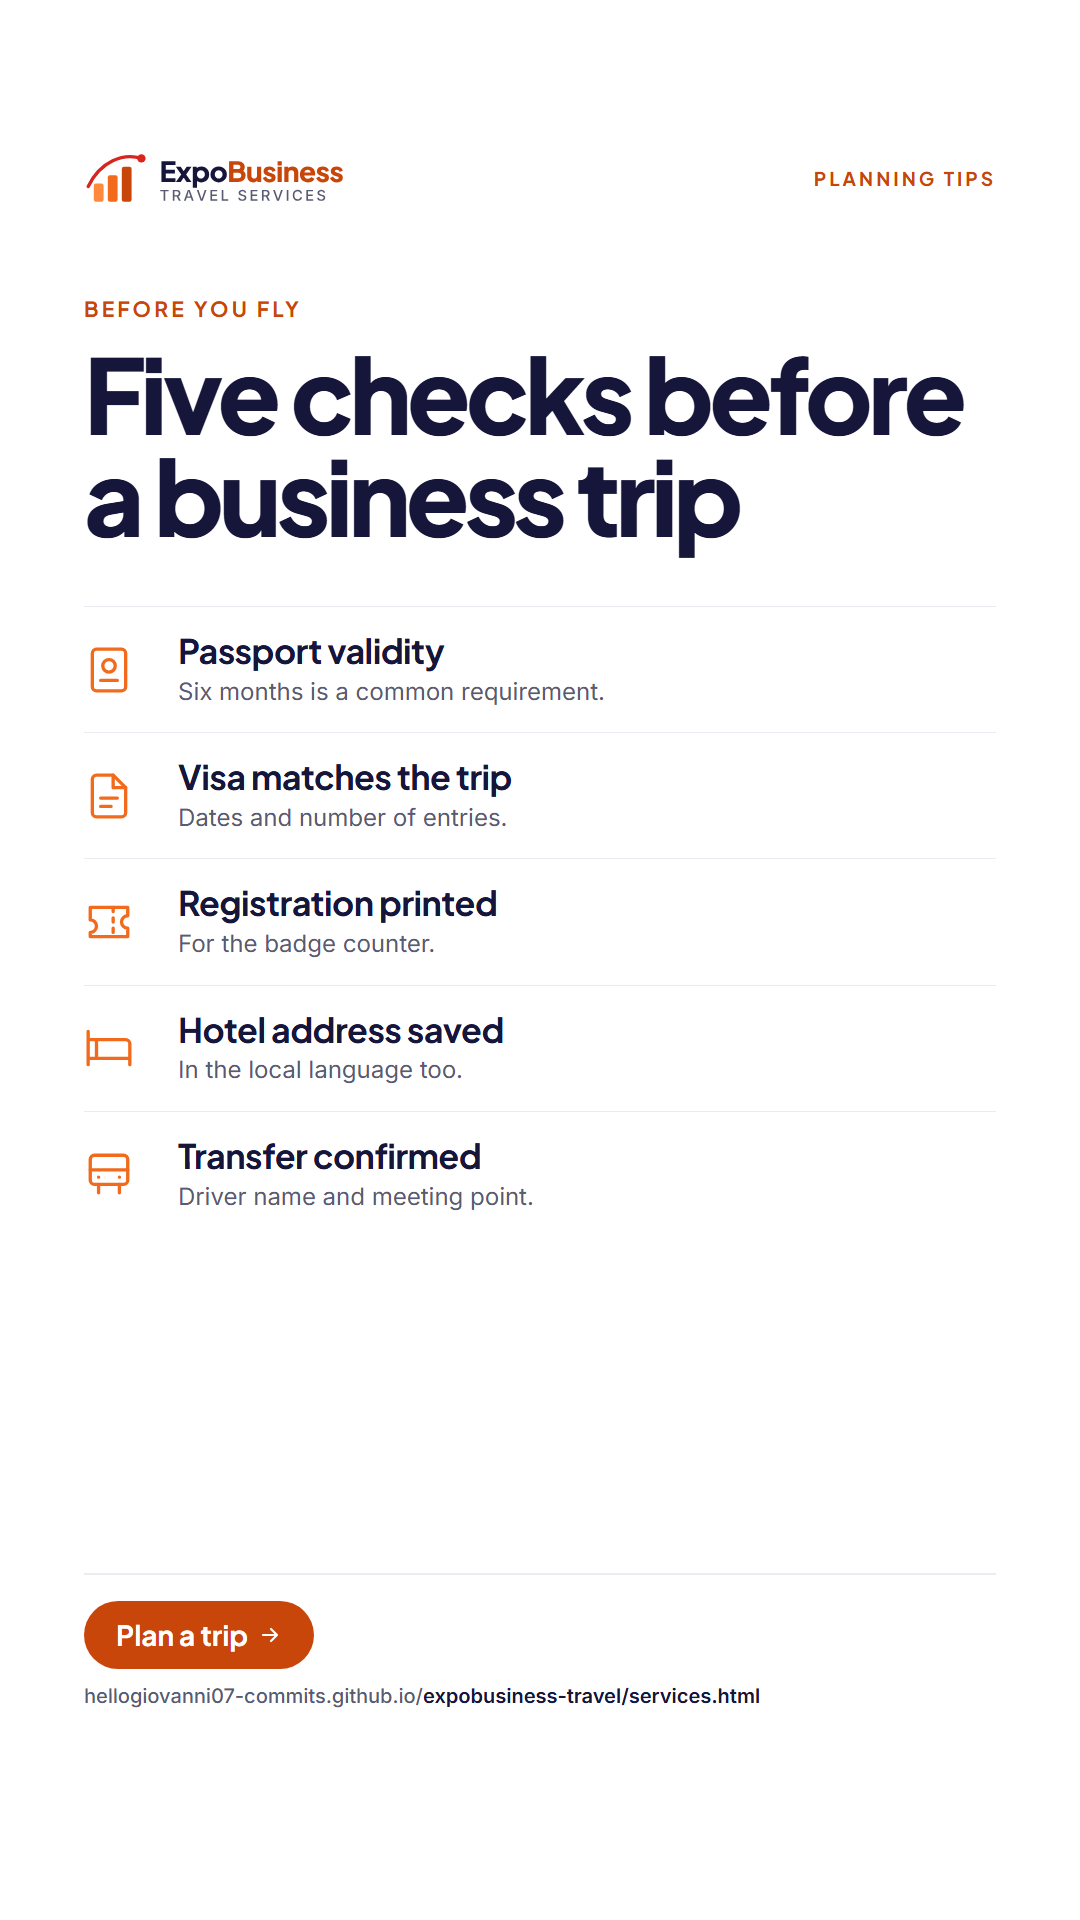 ExpoBusiness
TRAVEL SERVICES
PLANNING TIPS
BEFORE YOU FLY
Five checks before
a business trip
Passport validity
Six months is a common requirement.
Visa matches the trip
Dates and number of entries.
Registration printed
For the badge counter.
Hotel address saved
In the local language too.
Transfer confirmed
Driver name and meeting point.
Plan a trip →
hellogiovanni07-commits.github.io/expobusiness-travel/services.html